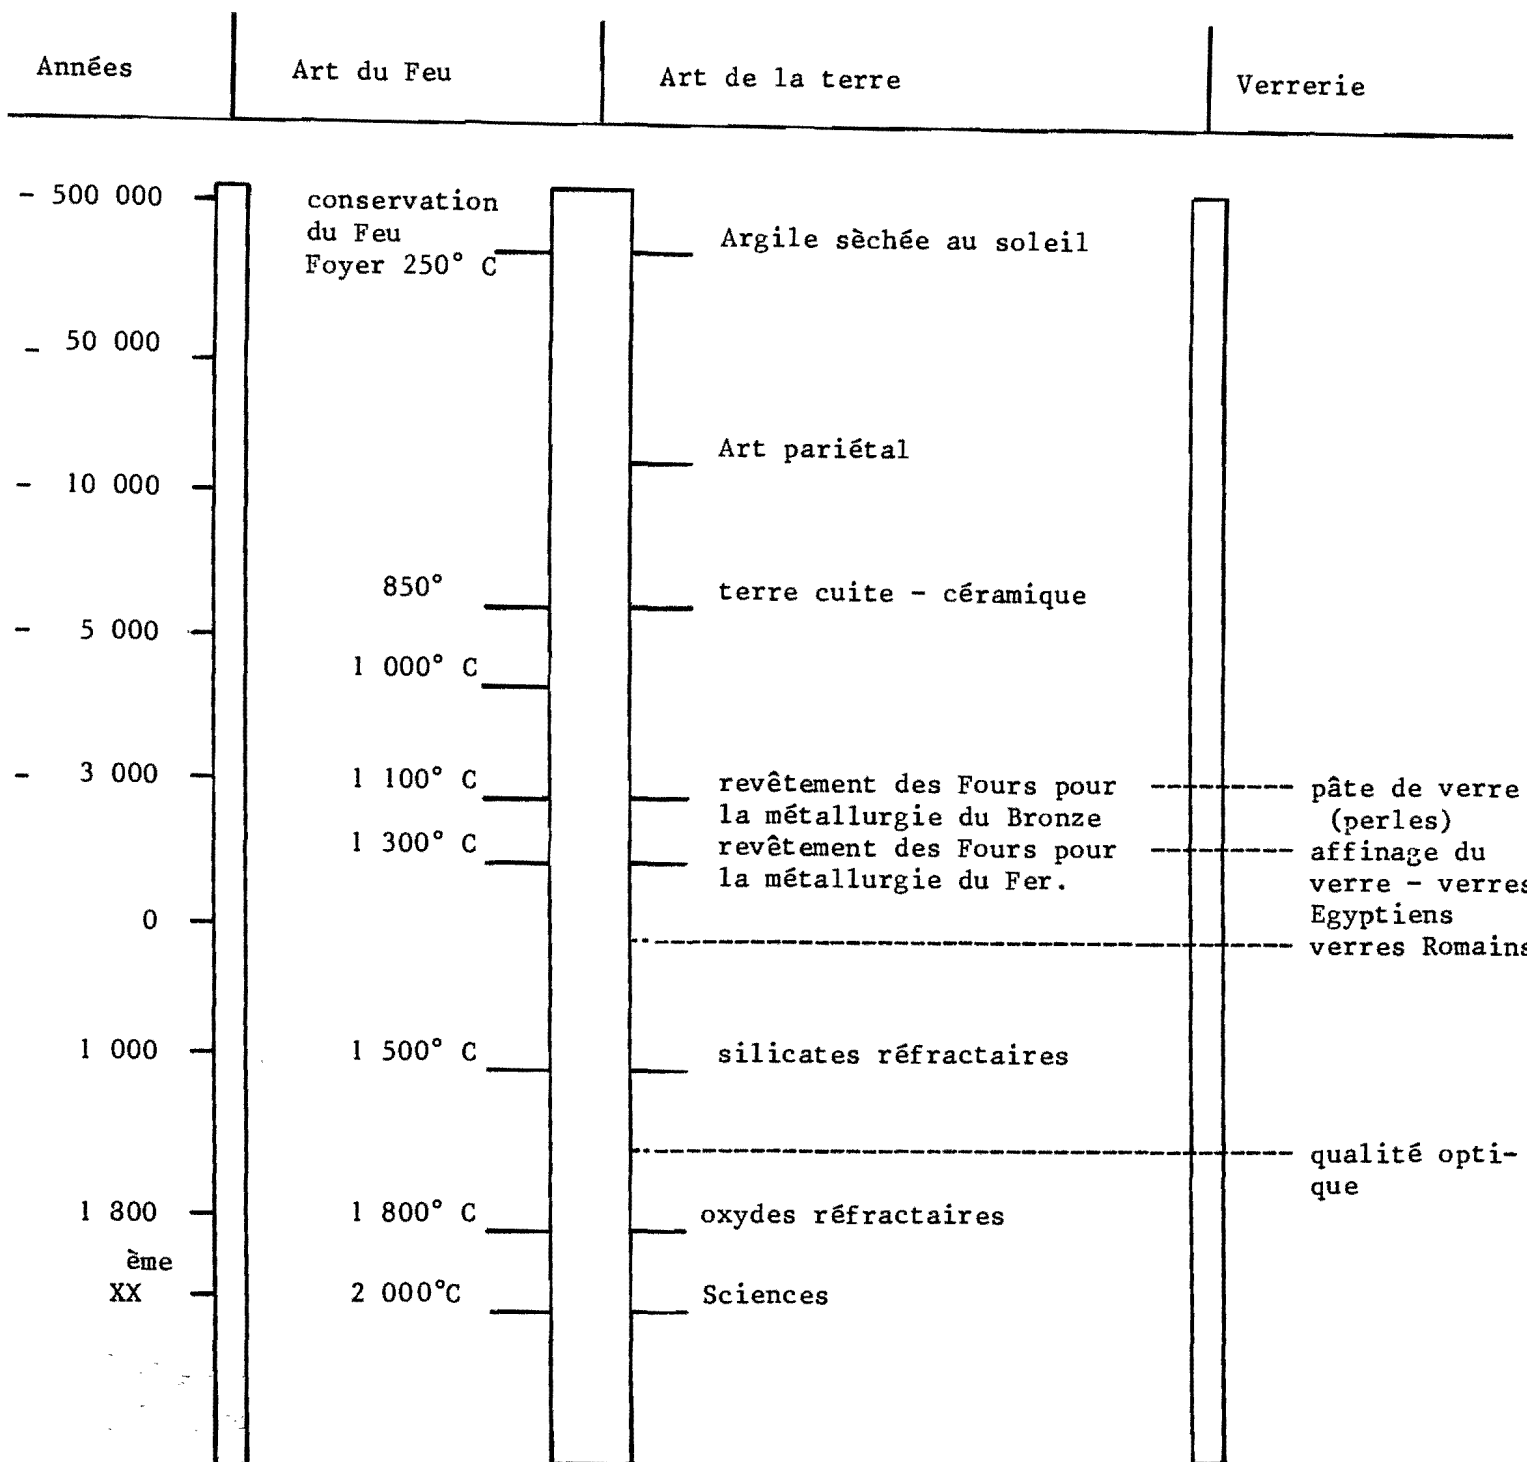 Années Art du Feu Art de la terre Verrerie
- 500 000 conservation
du Feu
Foyer 250° C Argile sèchée au soleil
- 50 000
Art pariétal
- 10 000
850° terre cuite - céramique
- 5 000
1 000° C
- 3 000 1 100° C revêtement des Fours pour pâte de verre
la métallurgie du Bronze (perles)
1 300° C revêtement des Fours pour affinage du
la métallurgie du Fer. verre - verres
0 Egyptiens
verres Romains
1 000 1 500° C silicates réfractaires
qualité opti-
que
1 800 1 800° C oxydes réfractaires
ème
XX 2 000°C Sciences